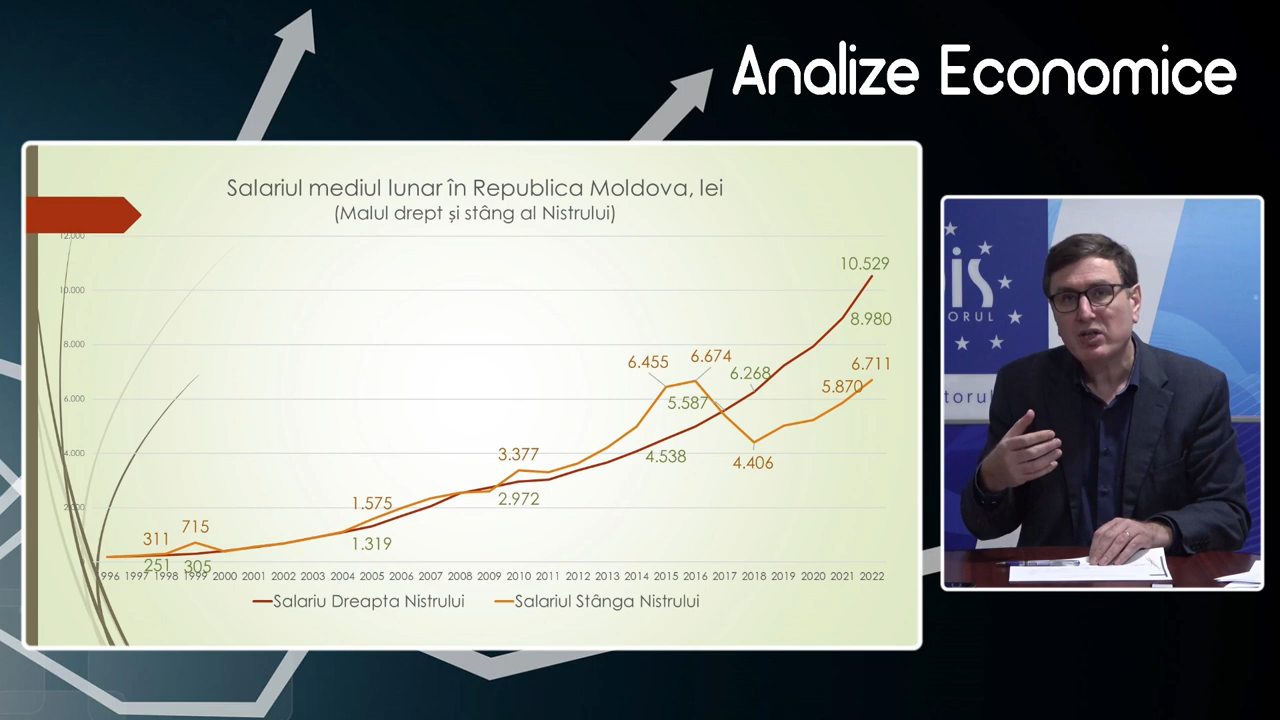 Analize Economice
Salariul mediul lunar în Republica Moldova, lei
(Malul drept și stâng al Nistrului)
12.000
10.000
8.000
6.000
4.000
10.529
8.980
6.711
5.870
6.455
6.674
6.268
5.587
4.538
4.406
3.377
2.972
1.575
1.319
311
715
251
305
996 1997 1998 1999 2000 2001 2002 2003 2004 2005 2006 2007 2008 2009 2010 2011 2012 2013 2014 2015 2016 2017 2018 2019 2020 2021 2022
Salariu Dreapta Nistrului
Salariul Stânga Nistrului
is
ORUL
torul